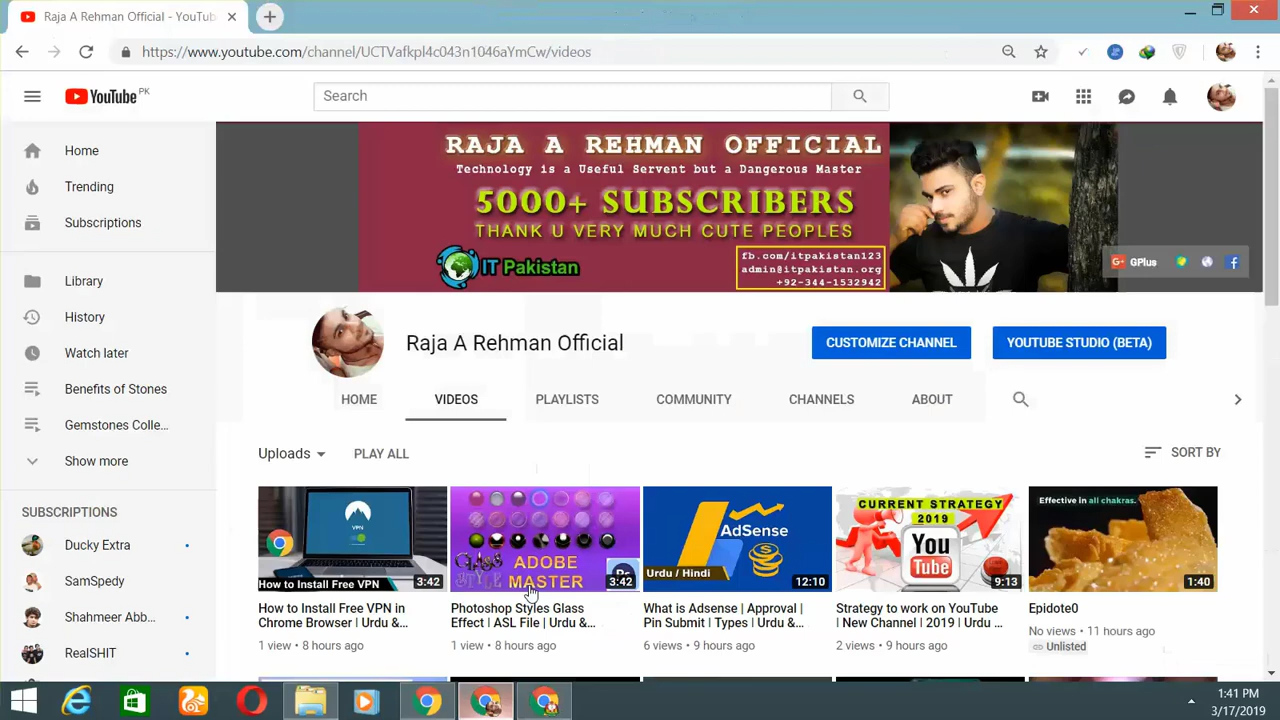 Raja A Rehman Official - YouTub
https://www.youtube.com/channel/UCTVafkpl4c043n1046aYmCw/videos
YouTube PK
Search
RAJA A REHMAN OFFICIAL
Technology is a Useful Servent but a Dangerous Master
5000+ SUBSCRIBERS
THANK U VERY MUCH CUTE PEOPLES
IT Pakistan
fb.com/itpakistan123
admin@itpakistan.org
+92-344-1532942
GPlus
Home
Trending
Subscriptions
Library
History
Watch later
Benefits of Stones
Gemstones Colle...
Show more
SUBSCRIPTIONS
Ducky Extra
SamSpedy
Shahmeer Abb...
RealSHIT
Raja A Rehman Official
CUSTOMIZE CHANNEL
YOUTUBE STUDIO (BETA)
HOME
VIDEOS
PLAYLISTS
COMMUNITY
CHANNELS
ABOUT
Uploads
PLAY ALL
SORT BY
VPN
How to Install Free VPN
3:42
How to Install Free VPN in
Chrome Browser | Urdu &...
1 view • 8 hours ago
GLASS
STYLE
ADOBE
MASTER
3:42
Photoshop Styles Glass
Effect | ASL File | Urdu &...
1 view • 8 hours ago
AdSense
Urdu / Hindi
12:10
What is Adsense | Approval |
Pin Submit | Types | Urdu &...
6 views • 9 hours ago
CURRENT STRATEGY
2019
You
Tube
9:13
Strategy to work on YouTube
| New Channel | 2019 | Urdu ...
2 views • 9 hours ago
Effective in all chakras.
1:40
Epidote0
No views • 11 hours ago
Unlisted
1:41 PM
3/17/2019